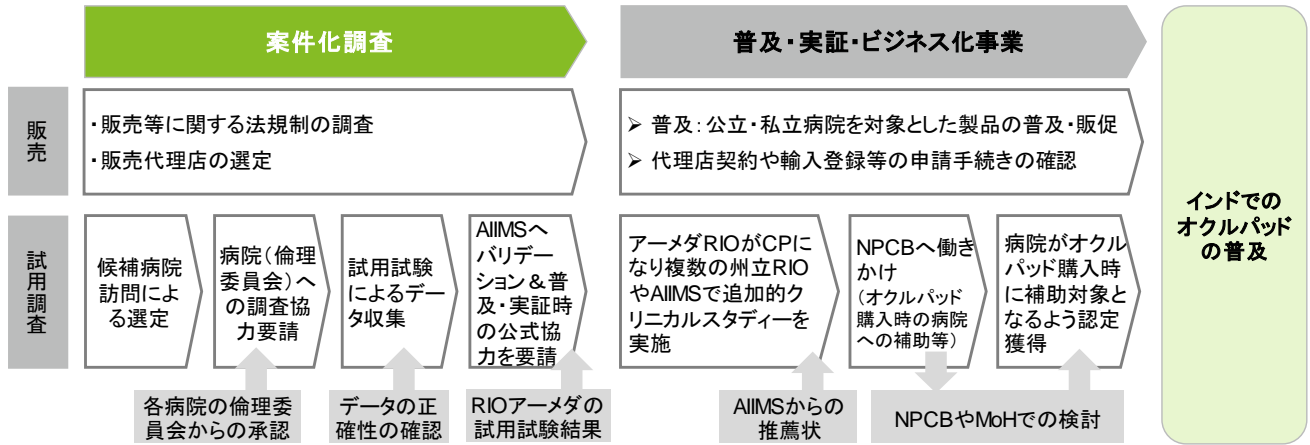 案件化調査
普及・実証・ビジネス化事業
販売
・販売等に関する法規制の調査
・販売代理店の選定
➢ 普及：公立・私立病院を対象とした製品の普及・販促
➢ 代理店契約や輸入登録等の申請手続きの確認
試用調査
候補病院
訪問によ
る選定
病院（倫理
委員会）へ
の調査協
力要請
試用試験
によるデー
タ収集
AIIMSへ
バリデー
ション＆普
及・実証時
の公式協
力を要請
アーメダRIOがCPに
なり複数の州立RIO
やAIIMSで追加的ク
リニカルスタディーを
実施
NPCBへ働き
かけ
（オクルパッド
購入時の病院
への補助等）
病院がオクル
パッド購入時
に補助対象と
なるよう認定
獲得
各病院の倫理委
員会からの承認
データの正
確性の確認
RIOアーメダの
試用試験結果
AIIMSからの
推薦状
NPCBやMoHでの検討
インドでの
オクルパッド
の普及